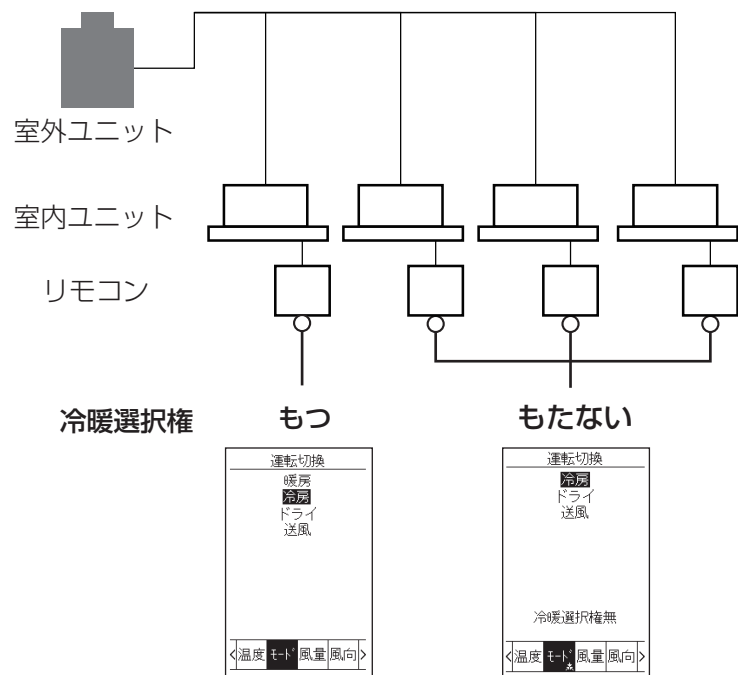 室外ユニット
室内ユニット
リモコン
冷暖選択権 もつ もたない
運転切換
暖房
冷房
ドライ
送風
<温度 モード 風量 風向>
運転切換
冷房
ドライ
送風
冷暖選択権無
<温度 モード 風量 風向>